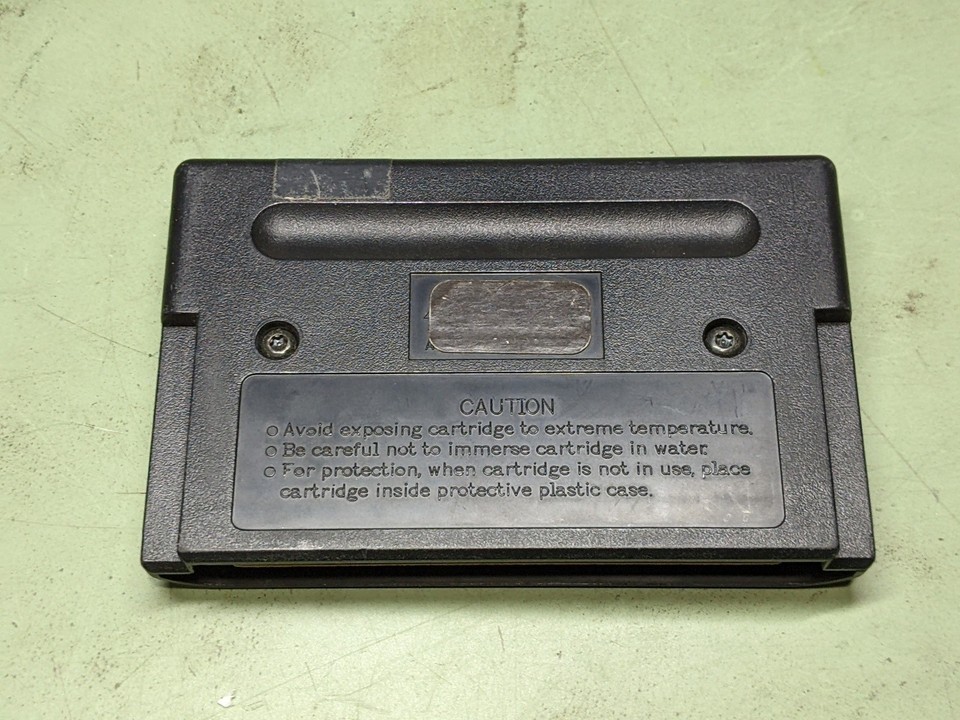 CAUTION
o Avoid exposing cartridge to extreme temperature.
o Be careful not to immerse cartridge in water.
o For protection, when cartridge is not in use, place
cartridge inside protective plastic case.